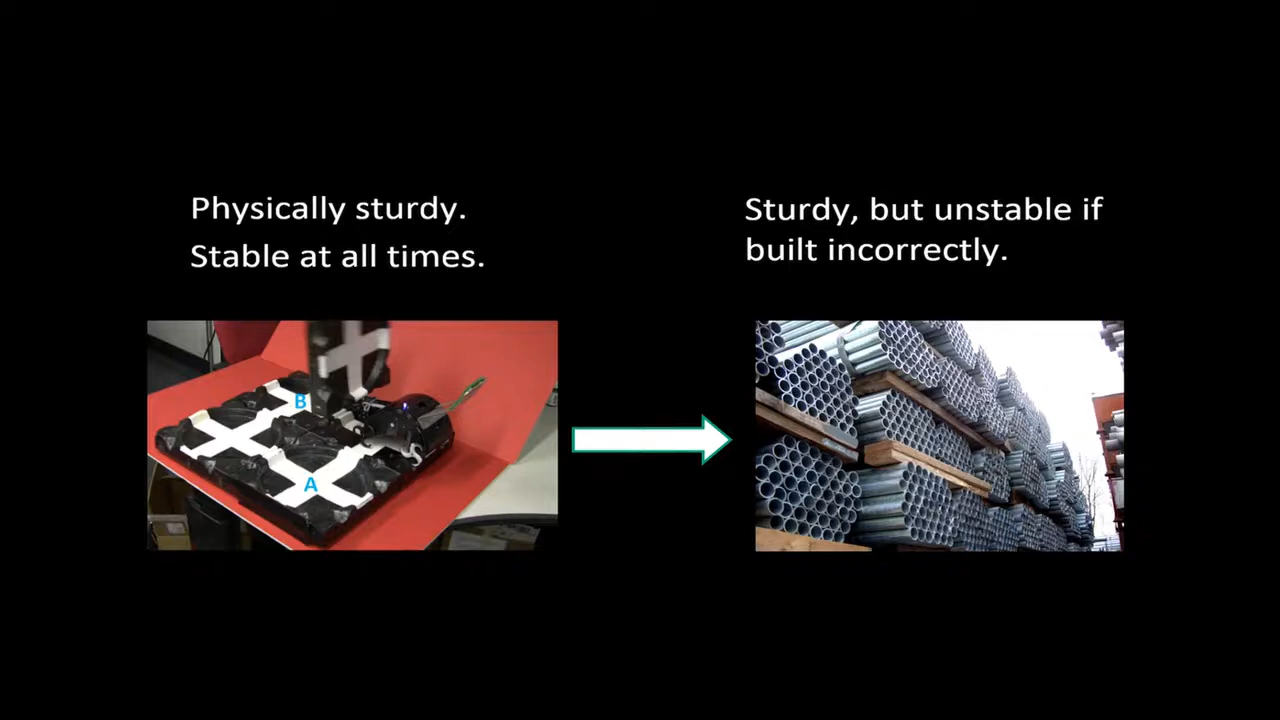 Physically sturdy.
Stable at all times.
Sturdy, but unstable if
built incorrectly.
B
A